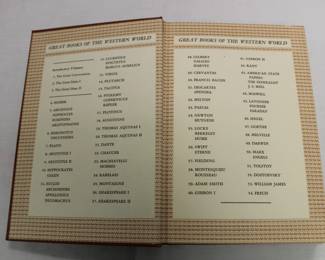 GREAT BOOKS OF THE WESTERN WORLD
Introductory Volumes:
1. The Great Conversation
2. The Great Ideas I
3. The Great Ideas II
4. HOMER
5. AESCHYLUS
SOPHOCLES
EURIPIDES
ARISTOPHANES
6. HERODOTUS
THUCYDIDES
7. PLATO
8. ARISTOTLE I
9. ARISTOTLE II
10. HIPPOCRATES
GALEN
11. EUCLID
ARCHIMEDES
APOLLONIUS
NICOMACHUS
12. LUCRETIUS
EPICTETUS
MARCUS AURELIUS
13. VIRGIL
14. PLUTARCH
15. TACITUS
16. PTOLEMY
COPERNICUS
KEPLER
17. PLOTINUS
18. AUGUSTINE
19. THOMAS AQUINAS I
20. THOMAS AQUINAS II
21. DANTE
22. CHAUCER
23. MACHIAVELLI
HOBBES
24. RABELAIS
25. MONTAIGNE
26. SHAKESPEARE I
27. SHAKESPEARE II
GREAT BOOKS OF THE WESTERN WORLD
28. GILBERT
GALILEO
HARVEY
29. CERVANTES
30. FRANCIS BACON
31. DESCARTES
SPINOZA
32. MILTON
33. PASCAL
34. NEWTON
HUYGENS
35. LOCKE
BERKELEY
HUME
36. SWIFT
STERNE
37. FIELDING
38. MONTESQUIEU
ROUSSEAU
39. ADAM SMITH
40. GIBBON I
41. GIBBON II
42. KANT
43. AMERICAN STATE
PAPERS
THE FEDERALIST
J. S. MILL
44. BOSWELL
45. LAVOISIER
FOURIER
FARADAY
46. HEGEL
47. GOETHE
48. MELVILLE
49. DARWIN
50. MARX
ENGELS
51. TOLSTOY
52. DOSTOEVSKY
53. WILLIAM JAMES
54. FREUD